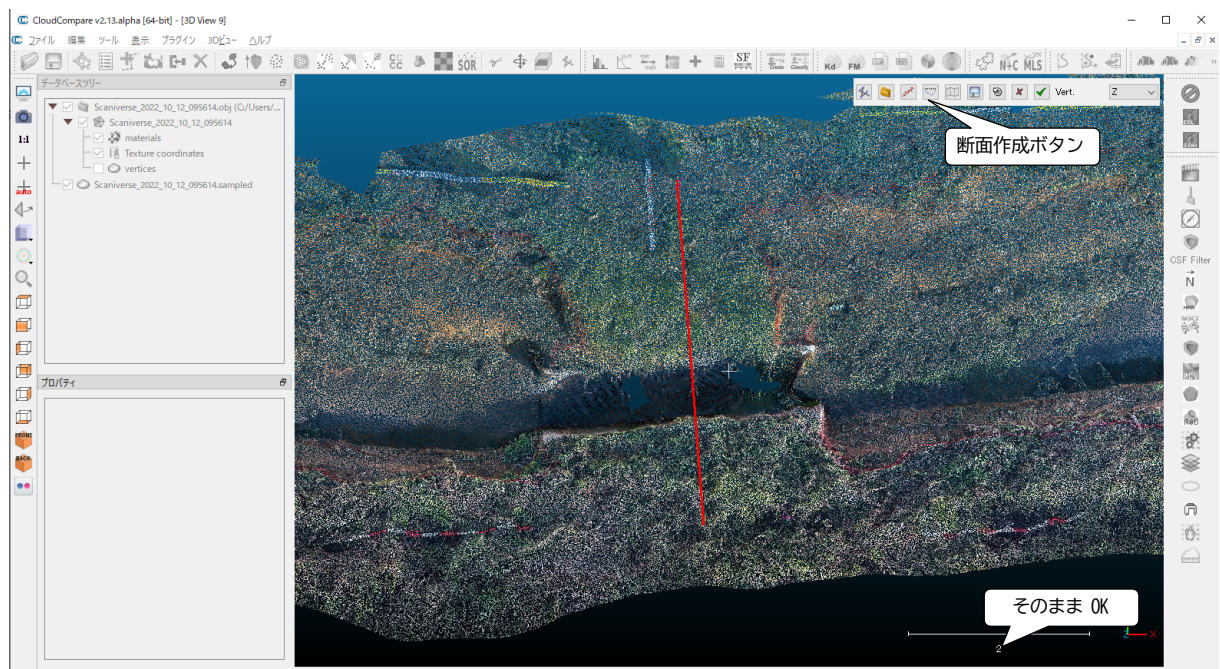 CloudCompare v2.13.alpha [64-bit] - [3D View 9]
ファイル 編集 ツール 表示 プラグイン 3Dビュー ヘルプ
SOR
SF
Kd FM
N+C MLS
データベースツリー
Scaniverse_2022_10_12_095614.obj (C:/Users/...
Scaniverse_2022_10_12_095614
materials
Texture coordinates
vertices
Scaniverse_2022_10_12_095614.sampled
プロパティ
1:1
auto
FRONT
BACK
Vert. Z
断面作成ボタン
そのまま OK
2
Z X
CSF Filter
N
M3C2